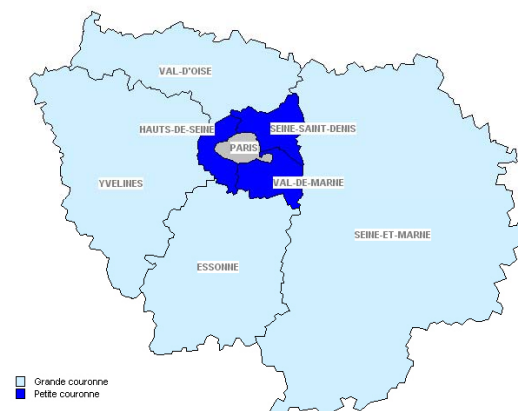 VAL-D'OISE
HAUTS-DE-SEINE
SEINE-SAINT-DENIS
PARIS
YVELINES
VAL-DE-MARNE
SEINE-ET-MARNE
ESSONNE
Grande couronne
Petite couronne